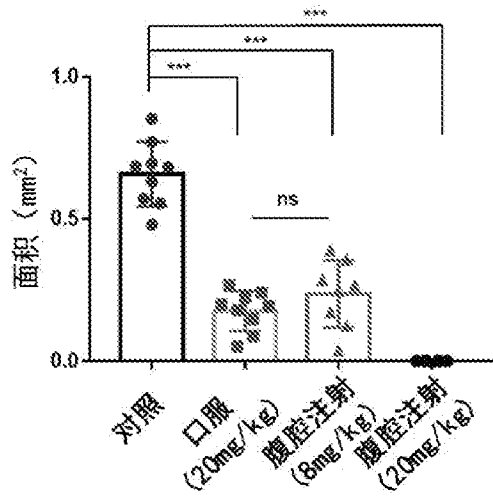 ***
***
***
1.0
ns
0.5
0.0
面积 (mm²)
对照
口服
(20mg/kg)
腹腔注射
(8mg/kg)
腹腔注射
(20mg/kg)